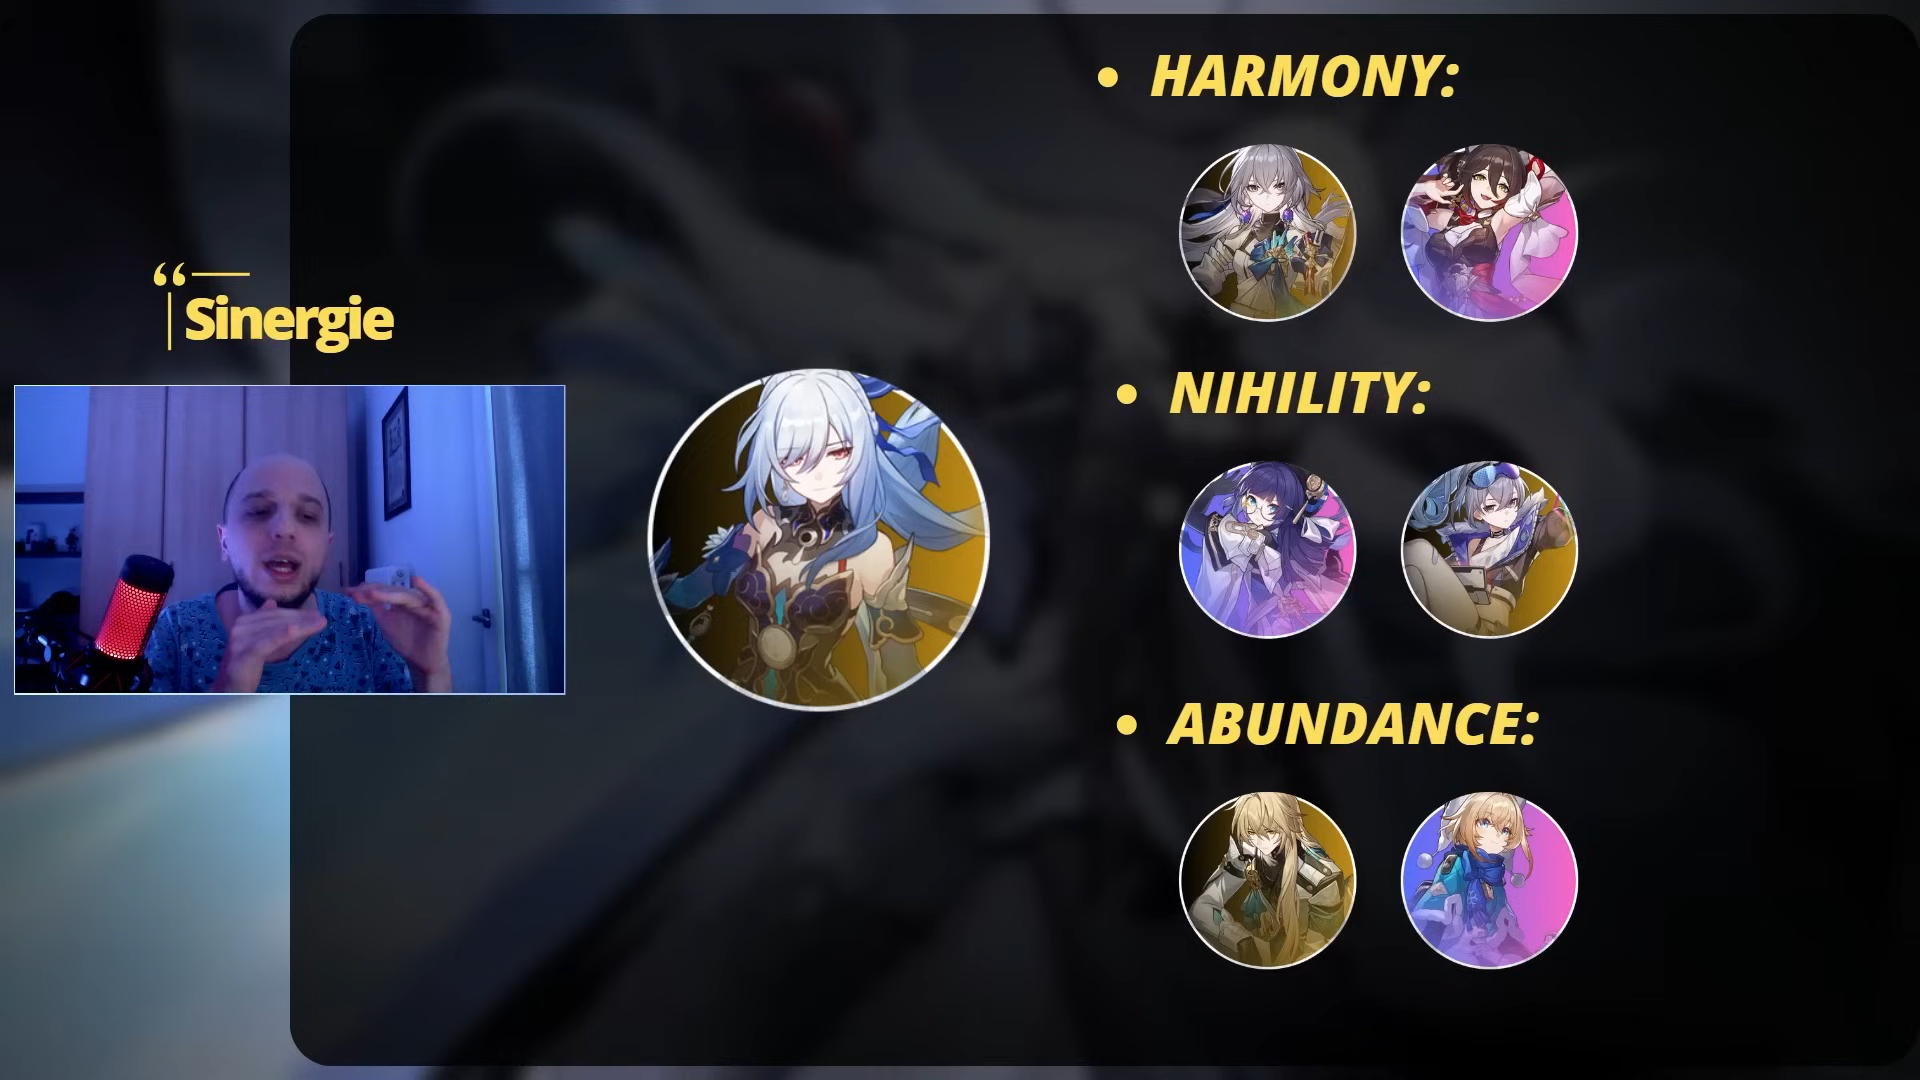 “
Sinergie
• HARMONY:
• NIHILITY:
• ABUNDANCE: